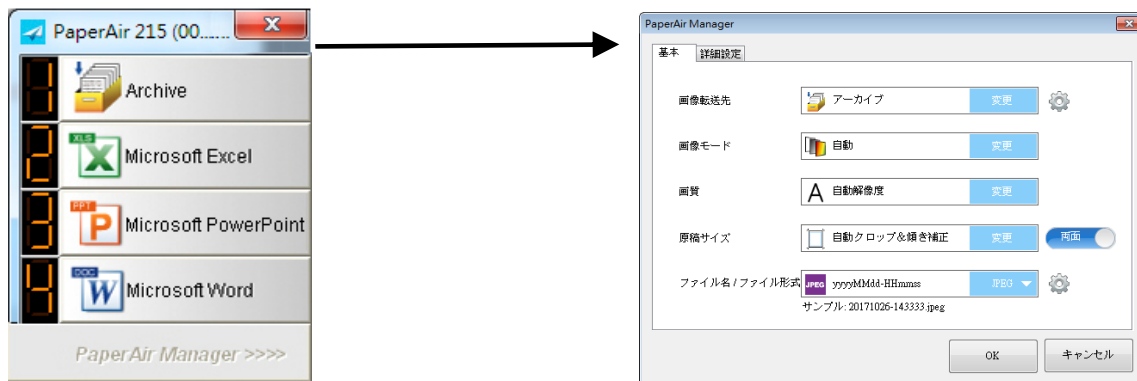 PaperAir 215 (00.......
1
Archive
2
XLS
Microsoft Excel
3
PPT
P
Microsoft PowerPoint
4
DOC
W
Microsoft Word
PaperAir Manager >>>>
PaperAir Manager
基本 詳細設定
画像転送先 アーカイブ 変更
画像モード 自動 変更
画質 A 自動解像度 変更
原稿サイズ 自動クロップ&傾き補正 変更 両面
ファイル名 / ファイル形式 JPEG yyyyMMdd-HHmmss JPEG
サンプル: 20171026-143333.jpeg
OK キャンセル